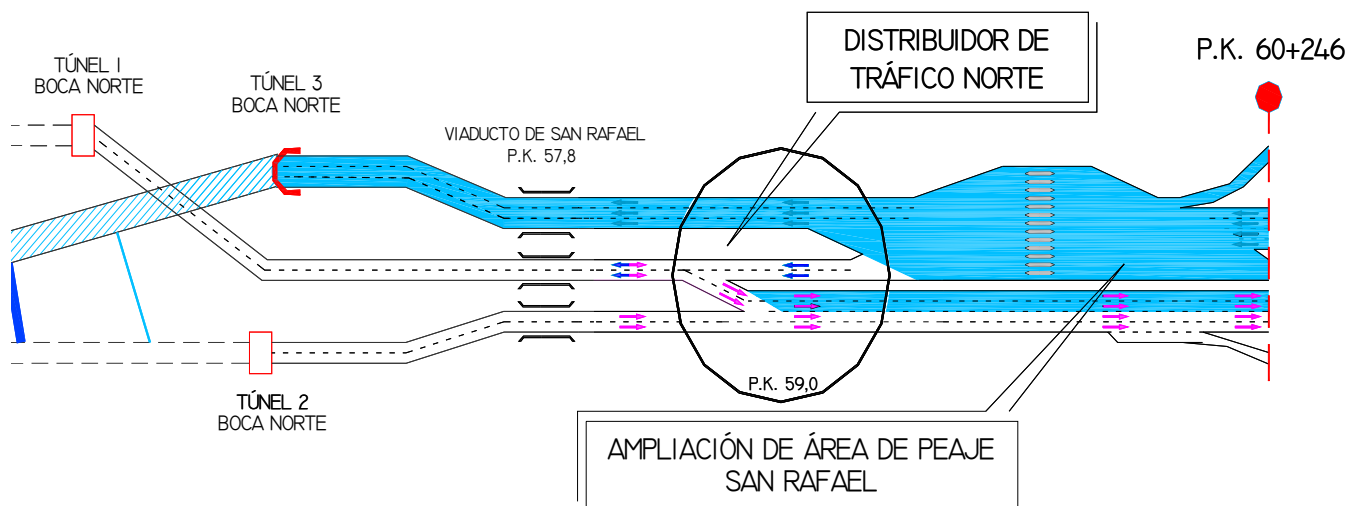 DISTRIBUIDOR DE
TRÁFICO NORTE
P.K. 60+246
TÚNEL 1
BOCA NORTE
TÚNEL 3
BOCA NORTE
VIADUCTO DE SAN RAFAEL
P.K. 57,8
P.K. 59,0
TÚNEL 2
BOCA NORTE
AMPLIACIÓN DE ÁREA DE PEAJE
SAN RAFAEL